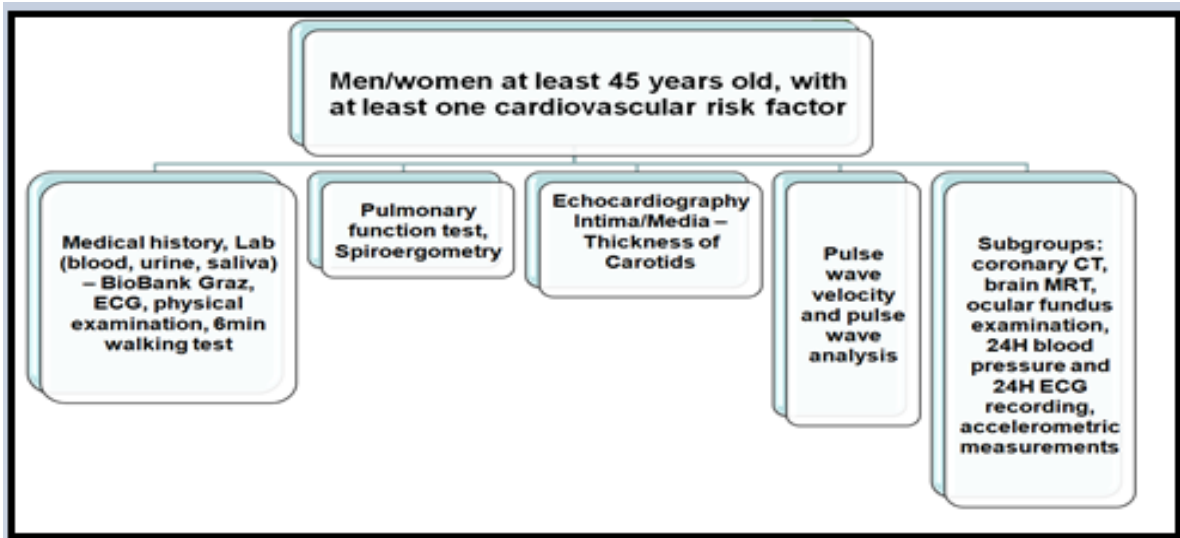 Men/women at least 45 years old, with
at least one cardiovascular risk factor
Medical history, Lab
(blood, urine, saliva)
– BioBank Graz,
ECG, physical
examination, 6min
walking test
Pulmonary
function test,
Spiroergometry
Echocardiography
Intima/Media –
Thickness of
Carotids
Pulse
wave
velocity
and pulse
wave
analysis
Subgroups:
coronary CT,
brain MRT,
ocular fundus
examination,
24H blood
pressure and
24H ECG
recording,
accelerometric
measurements